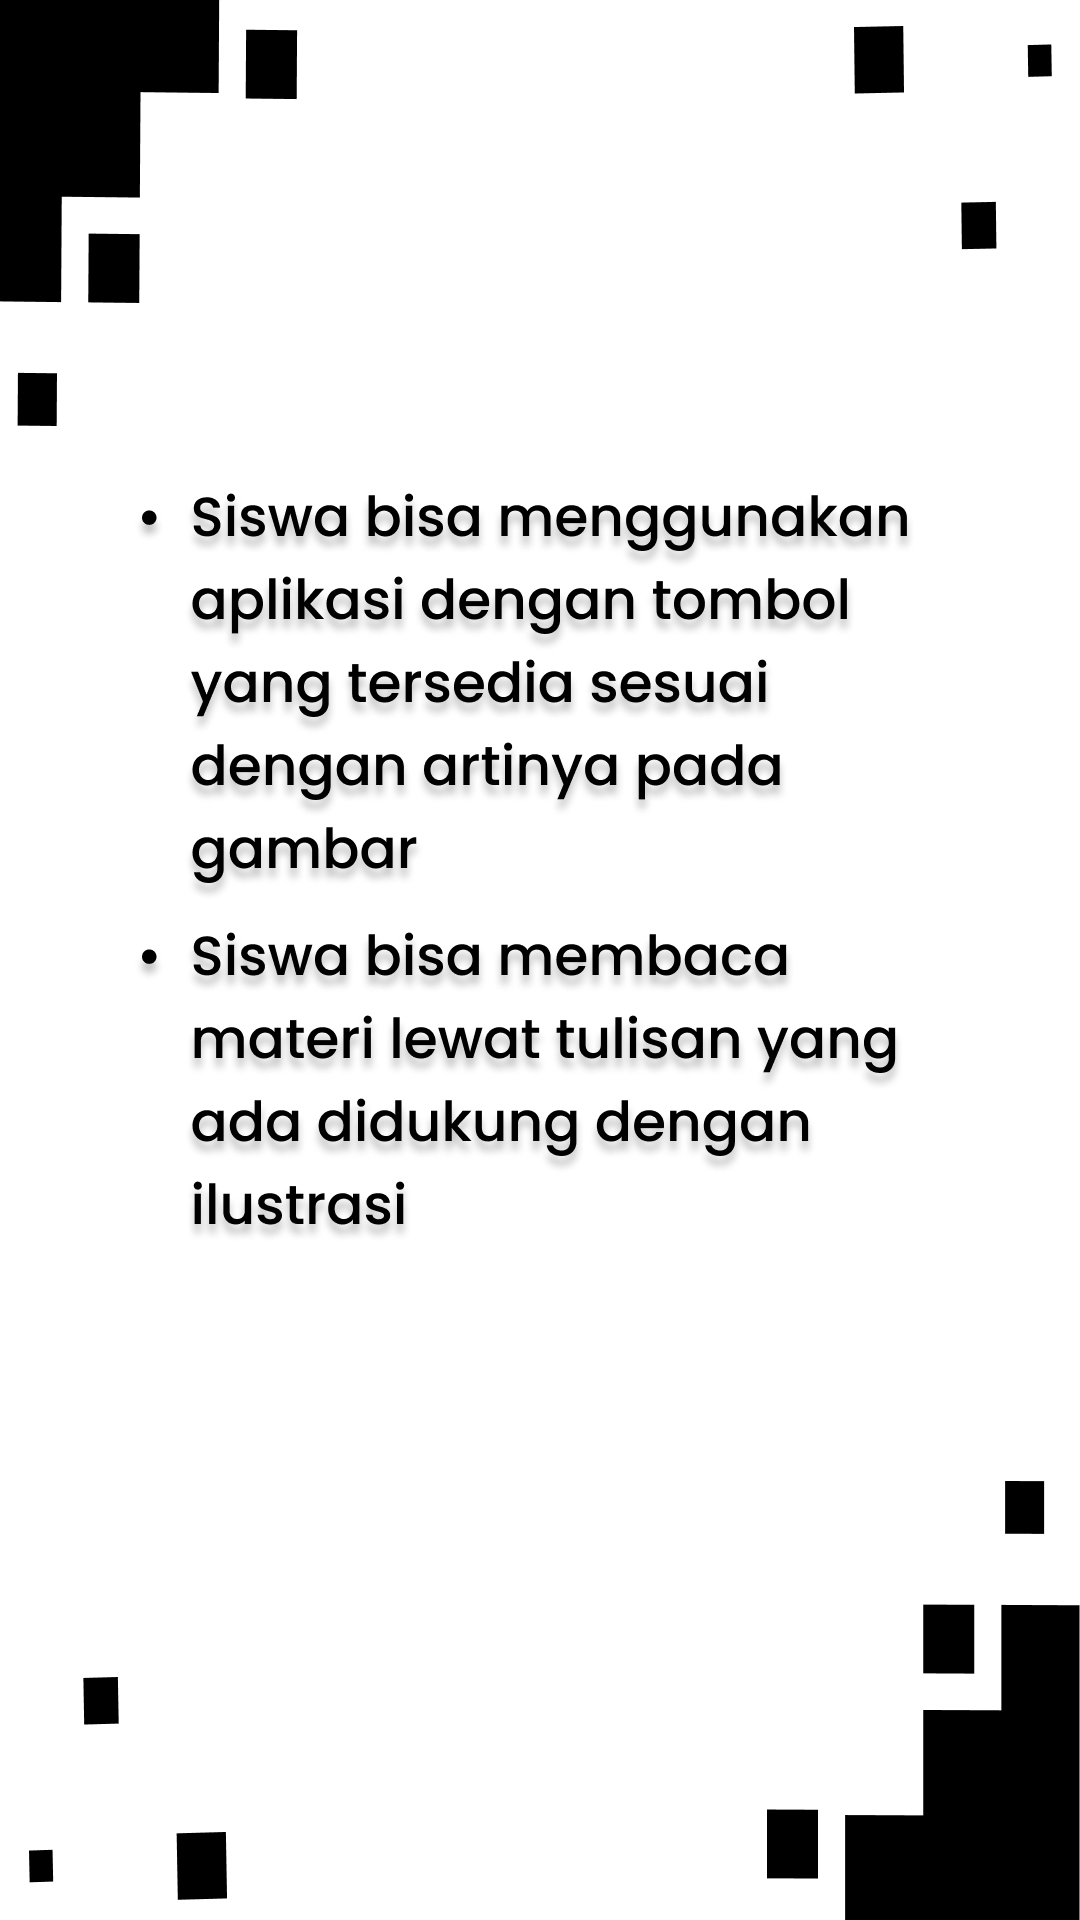 • Siswa bisa menggunakan
aplikasi dengan tombol
yang tersedia sesuai
dengan artinya pada
gambar
• Siswa bisa membaca
materi lewat tulisan yang
ada didukung dengan
ilustrasi